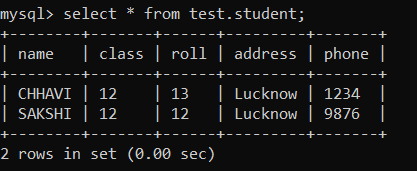 mysql> select * from test.student;
+--------+-------+------+---------+-------+
| name   | class | roll | address | phone |
+--------+-------+------+---------+-------+
| CHHAVI | 12    | 13   | Lucknow | 1234  |
| SAKSHI | 12    | 12   | Lucknow | 9876  |
+--------+-------+------+---------+-------+
2 rows in set (0.00 sec)